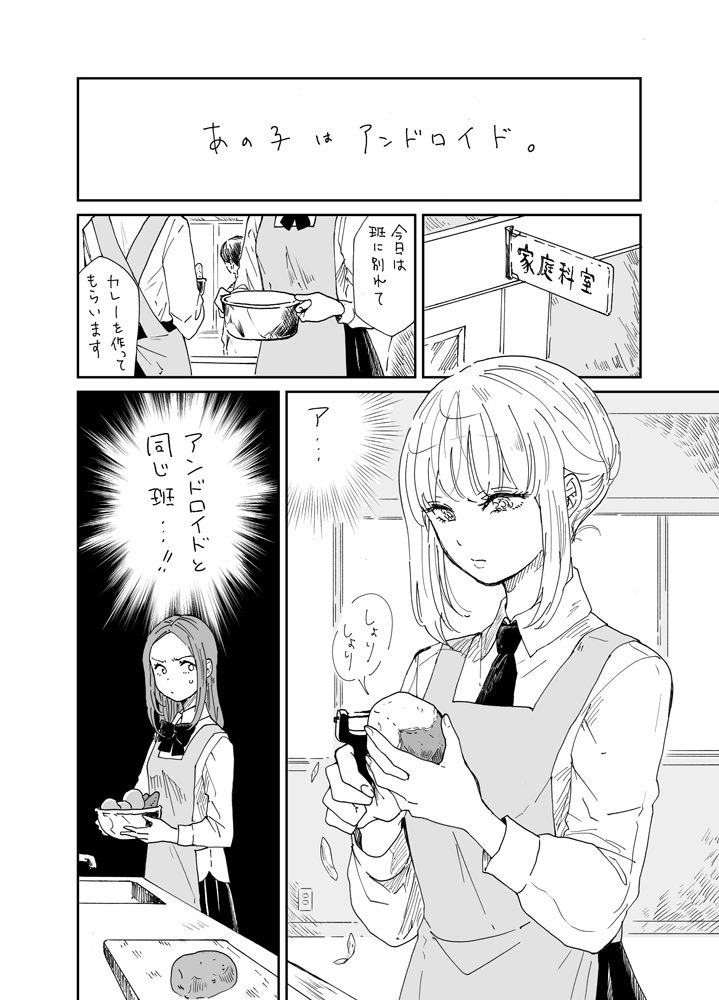 あの子はアンドロイド。
家庭科室
今日は
班に別れて
カレーを作って
もらいます
ア…
しょり
しょり
アンドロイドと
同じ班…!!